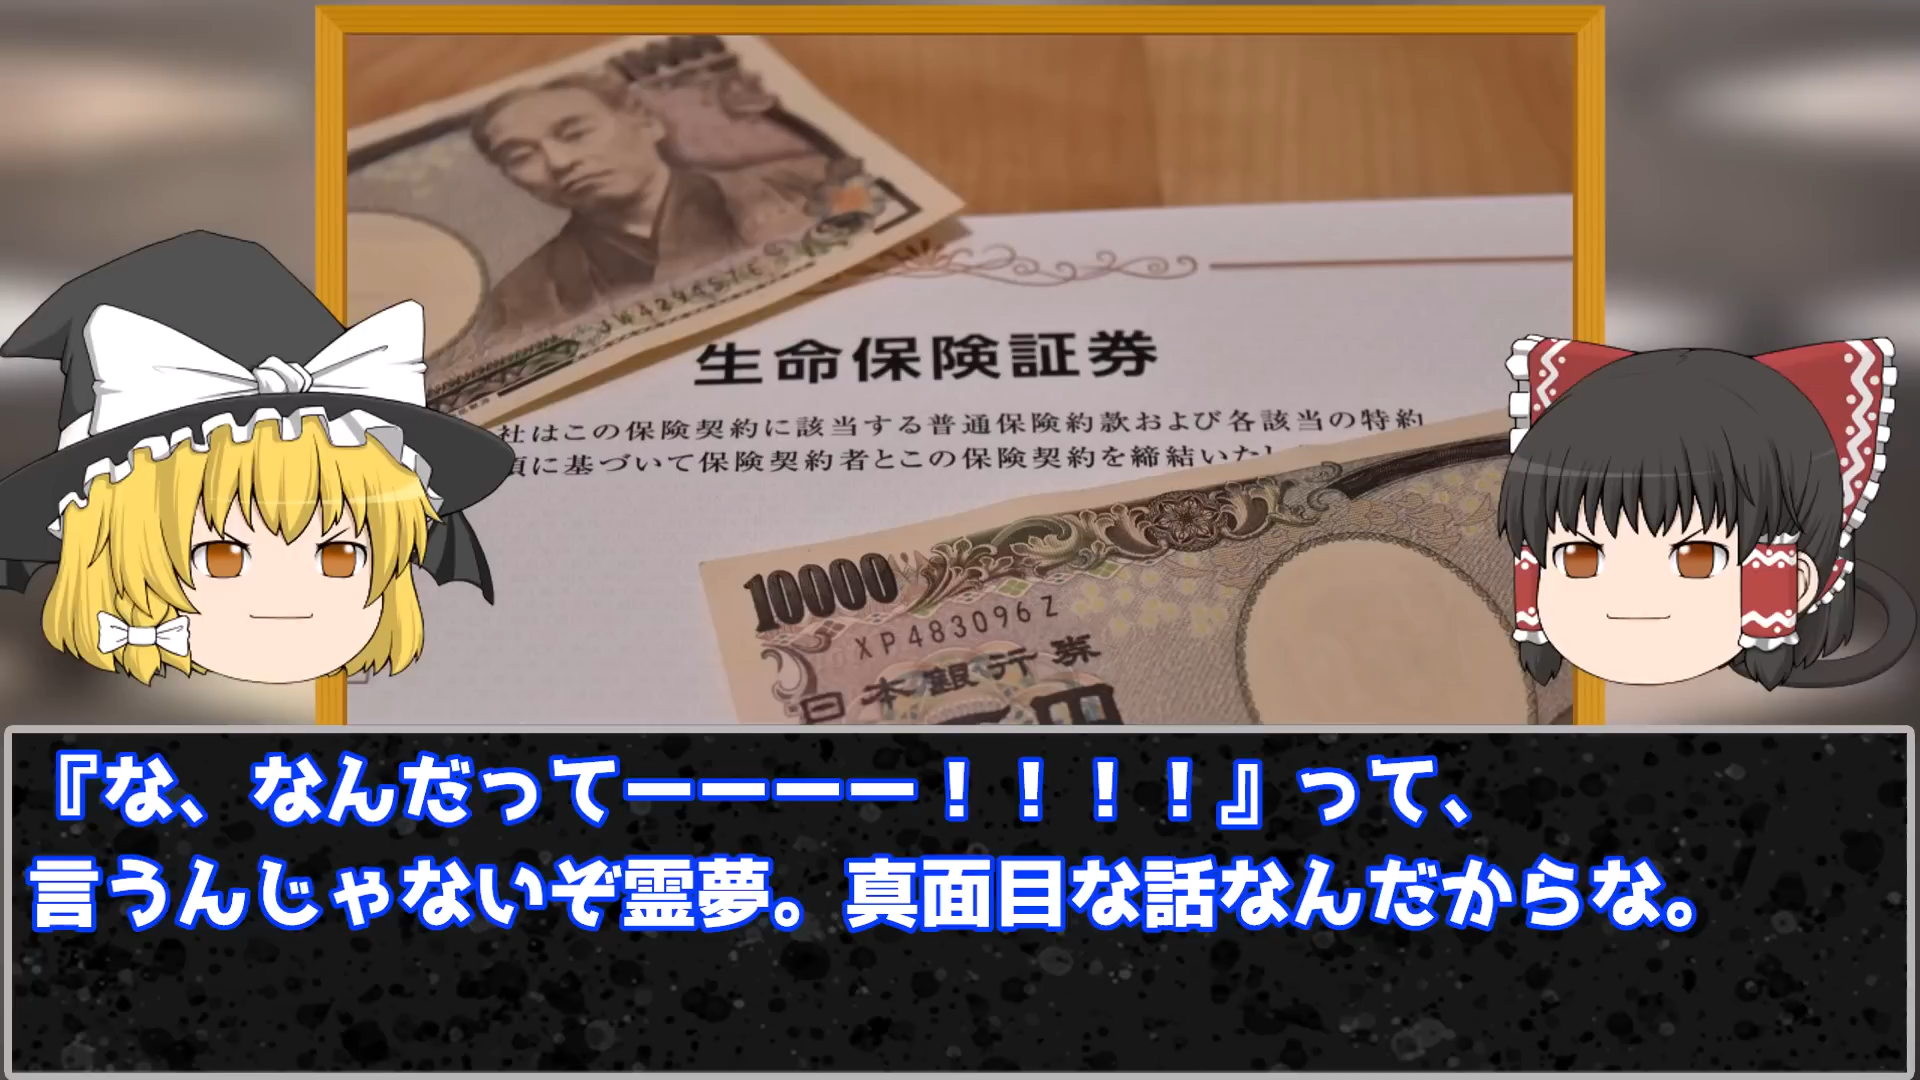 10000
JW429457E
生命保険証券
社はこの保険契約に該当する普通保険約款および各該当の特約
項に基づいて保険契約者とこの保険契約を締結いたし
10000
XP483096Z
日本銀行券
『な、なんだってーーーー！！！！』って、
言うんじゃないぞ霊夢。真面目な話なんだからな。